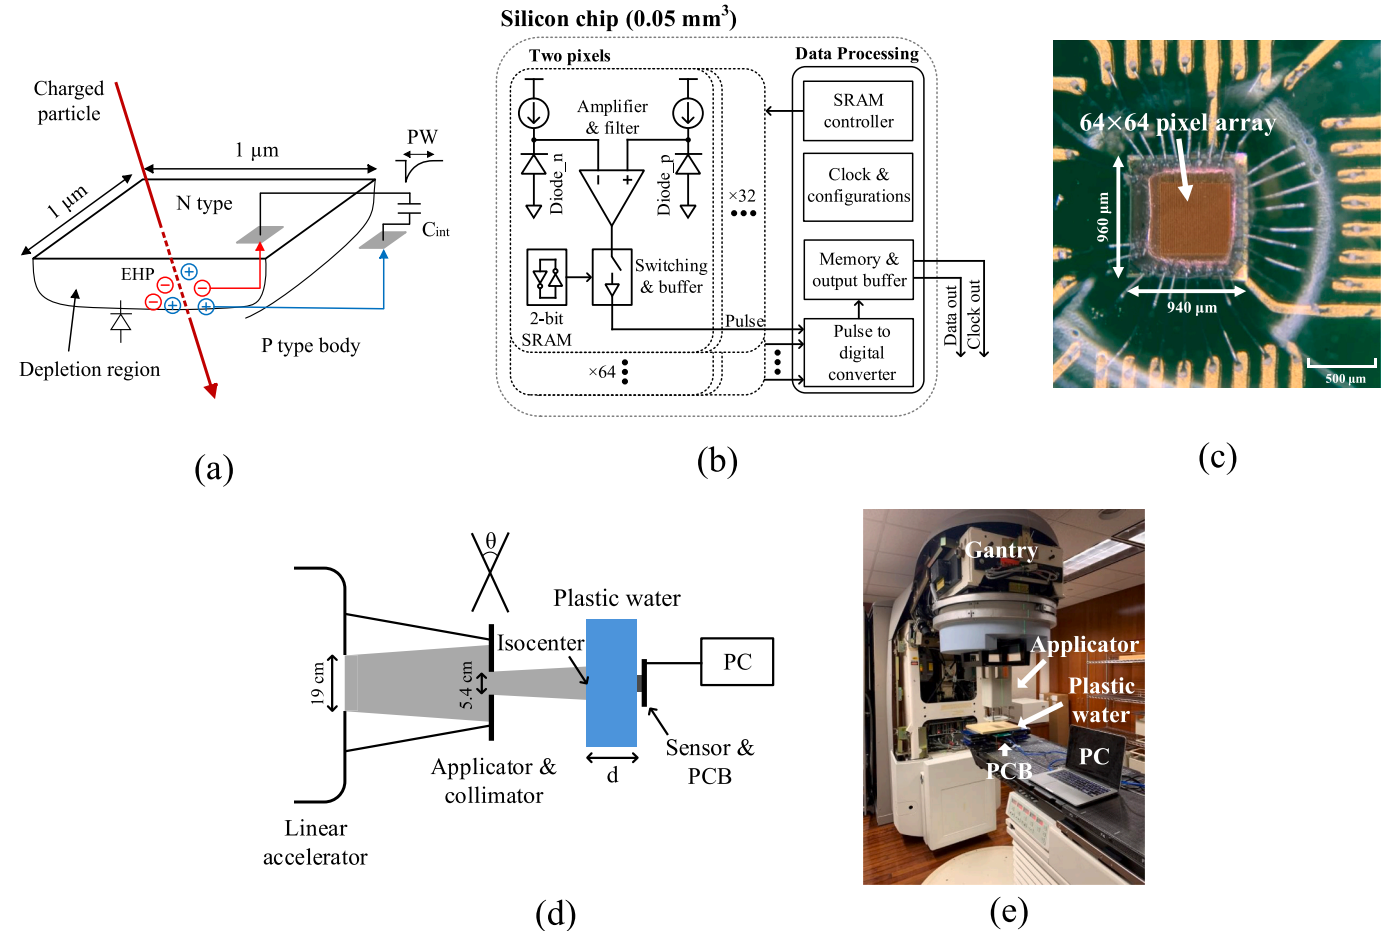 Charged
particle
1 µm
1 µm
PW
N type
Cint
EHP
P type body
Depletion region
(a)
Silicon chip (0.05 mm³)
Two pixels
Data Processing
Amplifier
& filter
Diode_n
Diode_p
×32
SRAM
controller
Clock &
configurations
Memory &
output buffer
Switching
& buffer
2-bit
SRAM
Pulse
Pulse to
digital
converter
Data out
Clock out
×64
(b)
64×64 pixel array
960 µm
940 µm
500 µm
(c)
θ
Plastic water
Isocenter
PC
19 cm
5.4 cm
d
Sensor &
PCB
Applicator &
collimator
Linear
accelerator
(d)
Gantry
Applicator
Plastic
water
PC
PCB
(e)